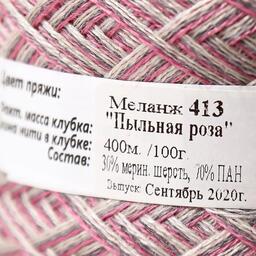 Цвет пряжи:
Меланж 413
"Пыльная роза"
масса клубка:
нити в клубке: 400м. /100г.
Состав: 30% мерин. шерсть, 70% ПАН
Выпуск Сентябрь 2020г.